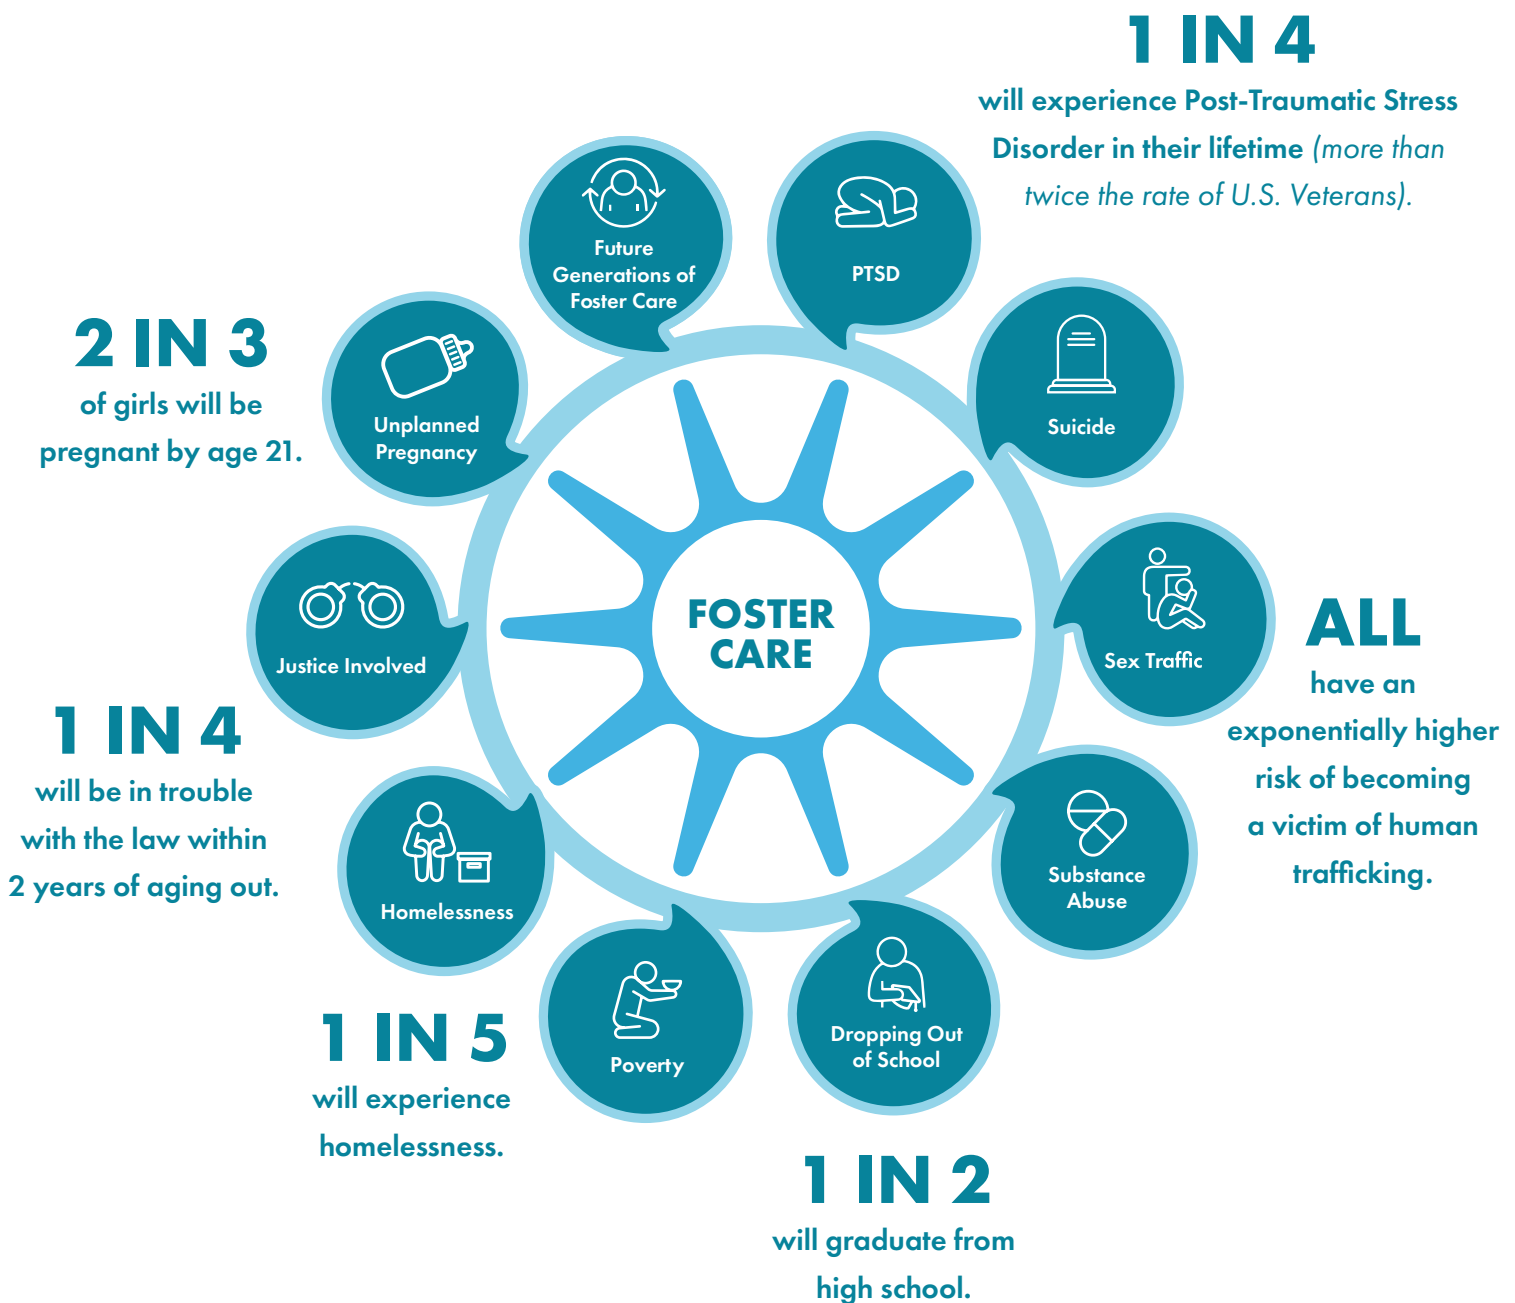 1 IN 4
will experience Post-Traumatic Stress
Disorder in their lifetime (more than
twice the rate of U.S. Veterans).
Future
Generations of
Foster Care
PTSD
2 IN 3
of girls will be
pregnant by age 21.
Unplanned
Pregnancy
Suicide
FOSTER
CARE
Justice Involved
Sex Traffic
ALL
have an
exponentially higher
risk of becoming
a victim of human
trafficking.
1 IN 4
will be in trouble
with the law within
2 years of aging out.
Homelessness
Substance
Abuse
1 IN 5
will experience
homelessness.
Poverty
Dropping Out
of School
1 IN 2
will graduate from
high school.